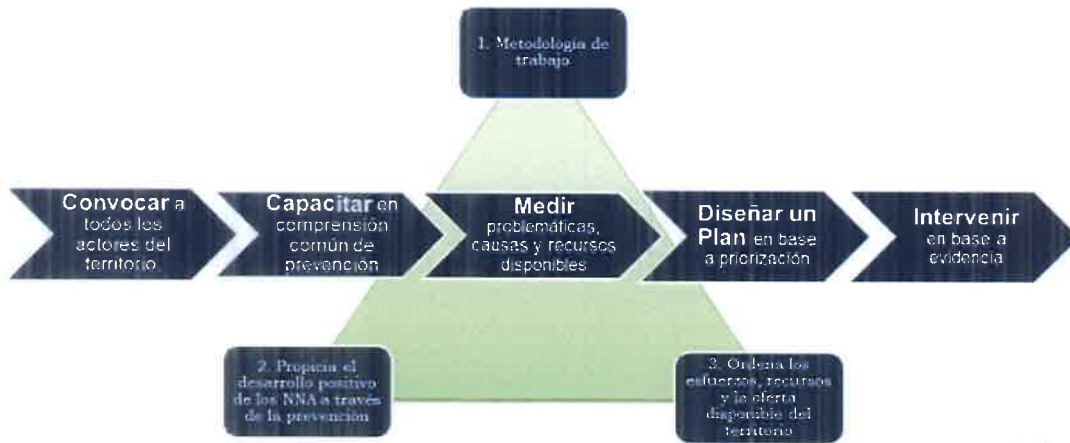 1. Metodología de
trabajo
Convocar a
todos los
actores del
territorio
Capacitar en
comprensión
común de
prevención
Medir
problemáticas,
causas y recursos
disponibles
Diseñar un
Plan en base
a priorización
Intervenir
en base a
evidencia
2. Propicia el
desarrollo positivo
de los NNA a través
de la prevención
3. Ordena los
esfuerzos, recursos
y la oferta
disponible del
territorio